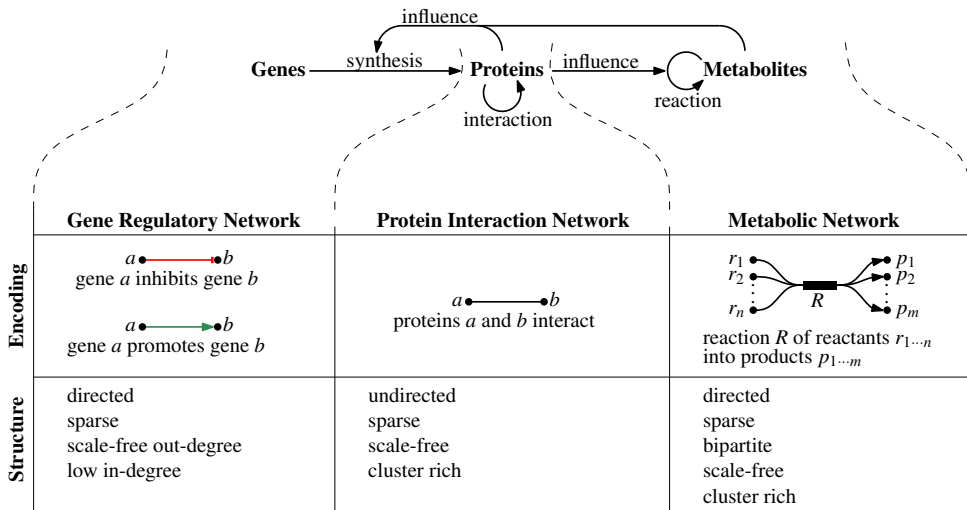 influence
synthesis
influence
Genes
Proteins
Metabolites
reaction
interaction
Gene Regulatory Network
Protein Interaction Network
Metabolic Network
Encoding
a b
gene a inhibits gene b
a b
gene a promotes gene b
a b
proteins a and b interact
r1 p1
r2 p2
R
rn pm
reaction R of reactants r1...n
into products p1...m
Structure
directed
sparse
scale-free out-degree
low in-degree
undirected
sparse
scale-free
cluster rich
directed
sparse
bipartite
scale-free
cluster rich